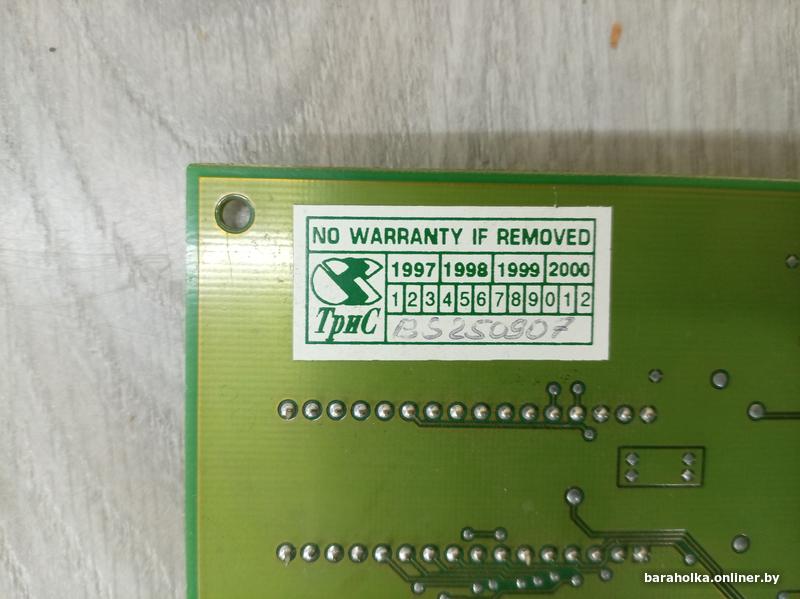 NO WARRANTY IF REMOVED
1997 1998 1999 2000
1 2 3 4 5 6 7 8 9 0 1 2
ТриС
BS250907
baraholka.onliner.by